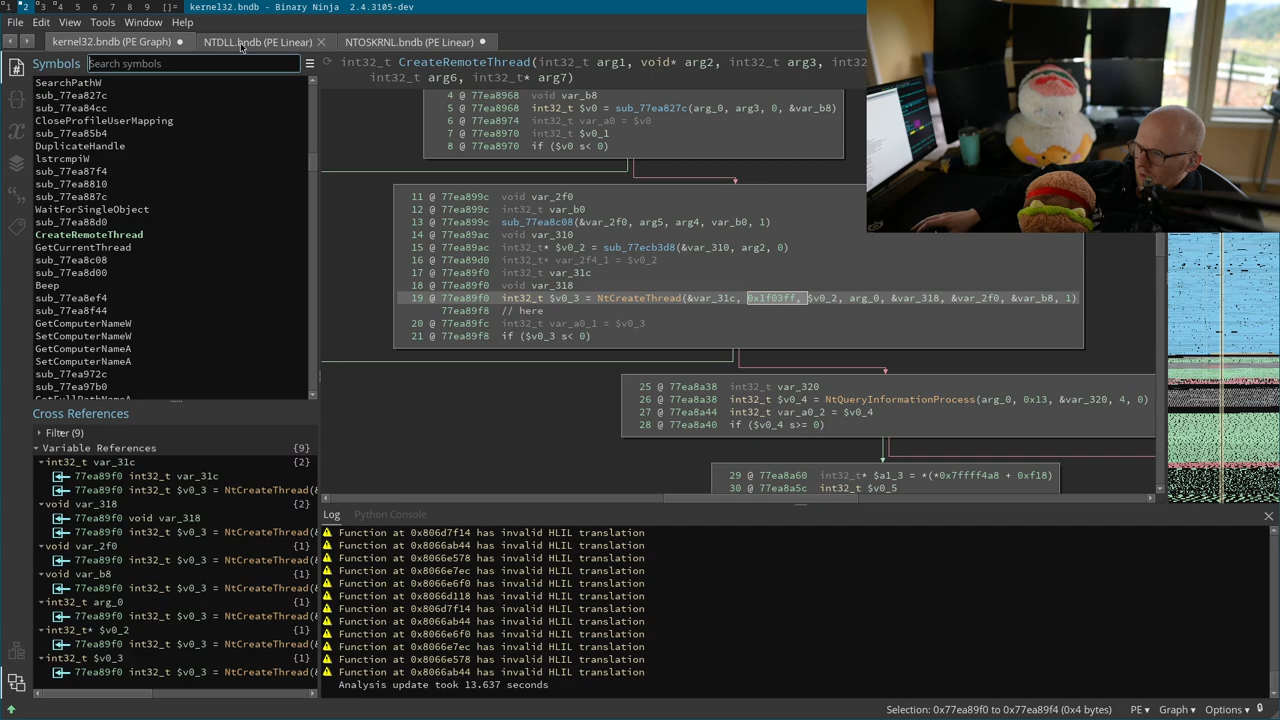 1 2 3 4 5 6 7 8 9 []= kernel32.bndb - Binary Ninja 2.4.3105-dev
File Edit View Tools Window Help
kernel32.bndb (PE Graph) NTDLL.bndb (PE Linear) NTOSKRNL.bndb (PE Linear)
Symbols Search symbols
SearchPathW
sub_77ea827c
sub_77ea84cc
CloseProfileUserMapping
sub_77ea85b4
DuplicateHandle
lstrcmpiW
sub_77ea87f4
sub_77ea8810
sub_77ea887c
WaitForSingleObject
sub_77ea88d0
CreateRemoteThread
GetCurrentThread
sub_77ea8c08
sub_77ea8d00
Beep
sub_77ea8ef4
sub_77ea8f44
GetComputerNameW
SetComputerNameW
GetComputerNameA
SetComputerNameA
sub_77ea972c
sub_77ea97b0
Cross References
Filter (9)
Variable References {9}
int32_t var_31c {2}
77ea89f0 int32_t var_31c
77ea89f0 int32_t $v0_3 = NtCreateThread(&
void var_318 {2}
77ea89f0 void var_318
77ea89f0 int32_t $v0_3 = NtCreateThread(&
void var_2f0 {1}
77ea89f0 int32_t $v0_3 = NtCreateThread(&
void var_b8 {1}
77ea89f0 int32_t $v0_3 = NtCreateThread(&
int32_t arg_0 {1}
77ea89f0 int32_t $v0_3 = NtCreateThread(&
int32_t* $v0_2 {1}
77ea89f0 int32_t $v0_3 = NtCreateThread(&
int32_t $v0_3 {1}
77ea89f0 int32_t $v0_3 = NtCreateThread(&
int32_t CreateRemoteThread(int32_t arg1, void* arg2, int32_t arg3, int32_t
int32_t arg6, int32_t* arg7)
4 @ 77ea8968 void var_b8
5 @ 77ea8968 int32_t $v0 = sub_77ea827c(arg_0, arg3, 0, &var_b8)
6 @ 77ea8974 int32_t var_a0 = $v0
7 @ 77ea8970 int32_t $v0_1
8 @ 77ea8970 if ($v0 s< 0)
11 @ 77ea899c void var_2f0
12 @ 77ea899c int32_t var_b0
13 @ 77ea899c sub_77ea8c08(&var_2f0, arg5, arg4, var_b0, 1)
14 @ 77ea89ac void var_310
15 @ 77ea89ac int32_t* $v0_2 = sub_77ecb3d8(&var_310, arg2, 0)
16 @ 77ea89d0 int32_t* var_2f4_1 = $v0_2
17 @ 77ea89f0 int32_t var_31c
18 @ 77ea89f0 void var_318
19 @ 77ea89f0 int32_t $v0_3 = NtCreateThread(&var_31c, 0x1f03ff, $v0_2, arg_0, &var_318, &var_2f0, &var_b8, 1)
77ea89f8 // here
20 @ 77ea89fc int32_t var_a0_1 = $v0_3
21 @ 77ea89f8 if ($v0_3 s< 0)
25 @ 77ea8a38 int32_t var_320
26 @ 77ea8a38 int32_t $v0_4 = NtQueryInformationProcess(arg_0, 0x13, &var_320, 4, 0)
27 @ 77ea8a44 int32_t var_a0_2 = $v0_4
28 @ 77ea8a40 if ($v0_4 s>= 0)
29 @ 77ea8a60 int32_t* $a1_3 = *(*0x7ffff4a8 + 0xf18)
30 @ 77ea8a5c int32_t $v0_5
Log Python Console
Function at 0x806d7f14 has invalid HLIL translation
Function at 0x8066ab44 has invalid HLIL translation
Function at 0x8066e578 has invalid HLIL translation
Function at 0x8066e7ec has invalid HLIL translation
Function at 0x8066e6f0 has invalid HLIL translation
Function at 0x8066d118 has invalid HLIL translation
Function at 0x806d7f14 has invalid HLIL translation
Function at 0x8066ab44 has invalid HLIL translation
Function at 0x8066e6f0 has invalid HLIL translation
Function at 0x8066e7ec has invalid HLIL translation
Function at 0x8066e578 has invalid HLIL translation
Function at 0x8066ab44 has invalid HLIL translation
Analysis update took 13.637 seconds
Selection: 0x77ea89f0 to 0x77ea89f4 (0x4 bytes) PE Graph Options